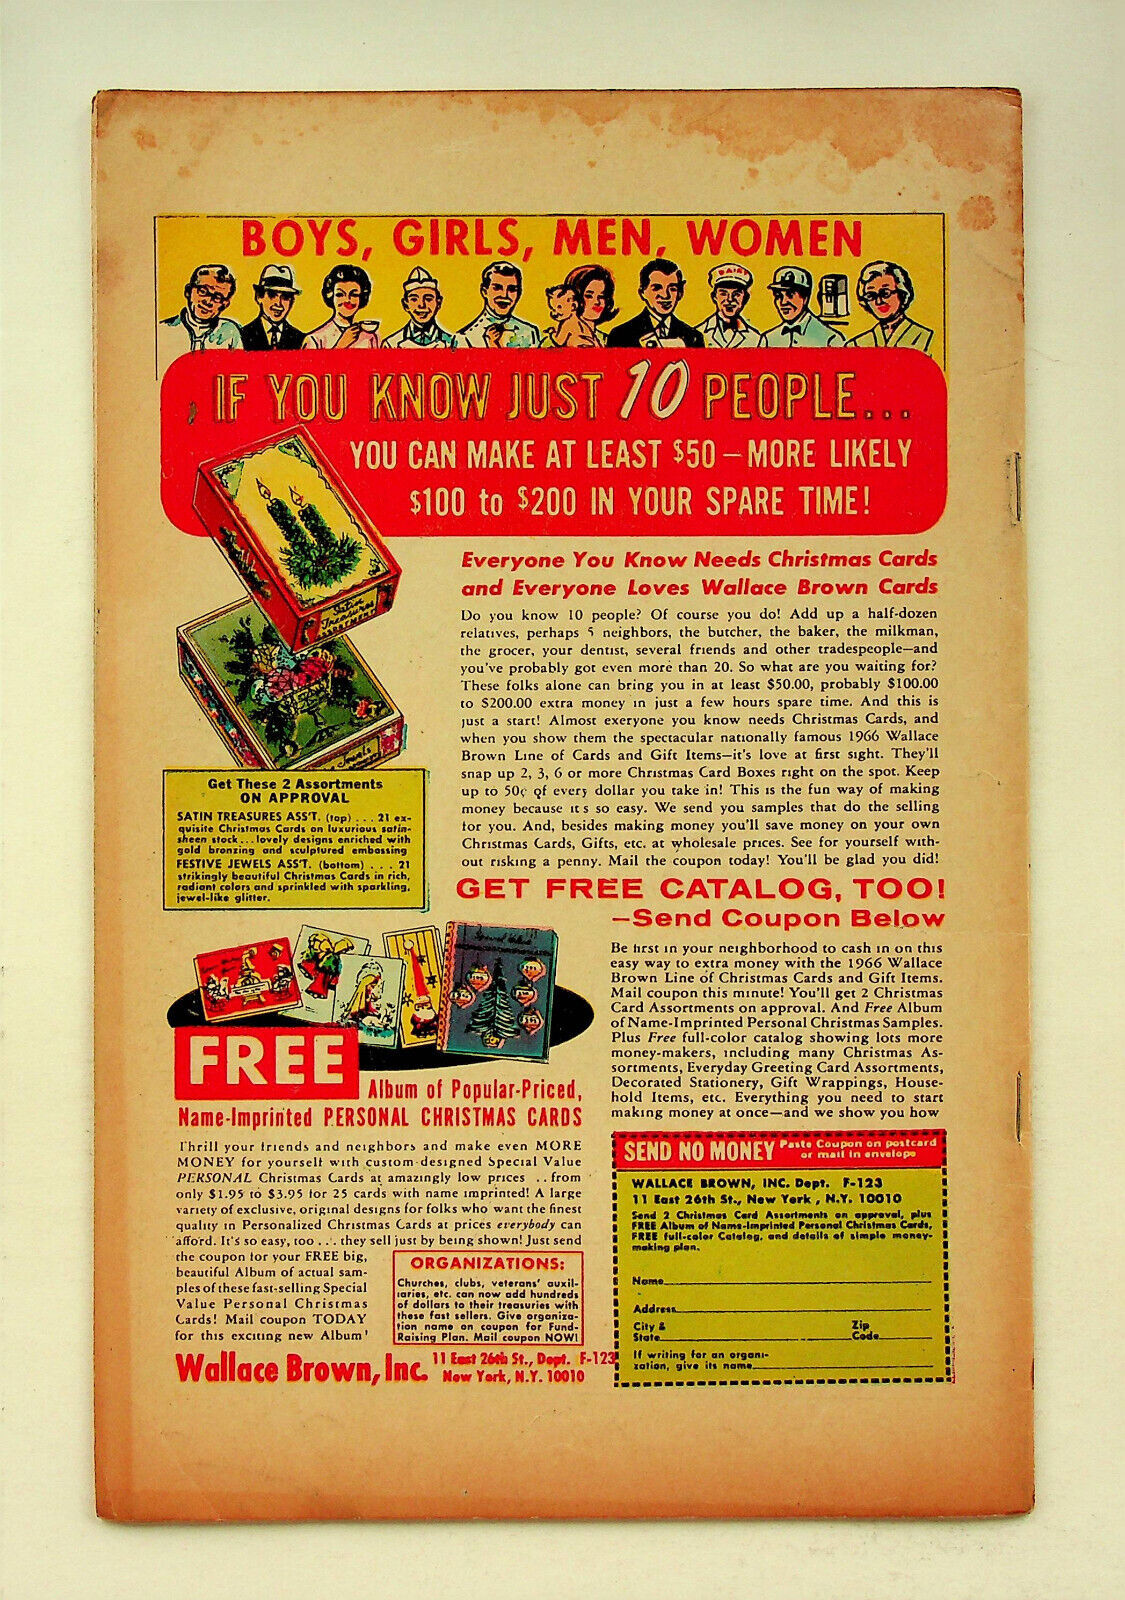 BOYS, GIRLS, MEN, WOMEN
DAIRY
IF YOU KNOW JUST 10 PEOPLE...
YOU CAN MAKE AT LEAST $50 – MORE LIKELY
$100 to $200 IN YOUR SPARE TIME!
Satin
Treasures
ASSORTMENT
Jewels
Everyone You Know Needs Christmas Cards
and Everyone Loves Wallace Brown Cards
Do you know 10 people? Of course you do! Add up a half-dozen
relatives, perhaps 5 neighbors, the butcher, the baker, the milkman,
the grocer, your dentist, several friends and other tradespeople—and
you've probably got even more than 20. So what are you waiting for?
These folks alone can bring you in at least $50.00, probably $100.00
to $200.00 extra money in just a few hours spare time. And this is
just a start! Almost exeryone you know needs Christmas Cards, and
when you show them the spectacular nationally famous 1966 Wallace
Brown Line of Cards and Gift Items—it's love at first sight. They'll
snap up 2, 3, 6 or more Christmas Card Boxes right on the spot. Keep
up to 50¢ of every dollar you take in! This is the fun way of making
money because it's so easy. We send you samples that do the selling
for you. And, besides making money you'll save money on your own
Christmas Cards, Gifts, etc. at wholesale prices. See for yourself with-
out risking a penny. Mail the coupon today! You'll be glad you did!
Get These 2 Assortments
ON APPROVAL
SATIN TREASURES ASS'T. (top) . . . 21 ex-
quisite Christmas Cards on luxurious satin-
sheen stock...lovely designs enriched with
gold bronzing and sculptured embossing
FESTIVE JEWELS ASS'T. (bottom) . . . 21
strikingly beautiful Christmas Cards in rich,
radiant colors and sprinkled with sparkling,
jewel-like glitter.
GET FREE CATALOG, TOO!
—Send Coupon Below
Be first in your neighborhood to cash in on this
easy way to extra money with the 1966 Wallace
Brown Line of Christmas Cards and Gift Items.
Mail coupon this minute! You'll get 2 Christmas
Card Assortments on approval. And Free Album
of Name-Imprinted Personal Christmas Samples.
Plus Free full-color catalog showing lots more
money-makers, including many Christmas As-
sortments, Everyday Greeting Card Assortments,
Decorated Stationery, Gift Wrappings, House-
hold Items, etc. Everything you need to start
making money at once—and we show you how
FREE
Album of Popular-Priced,
Name-Imprinted PERSONAL CHRISTMAS CARDS
Thrill your friends and neighbors and make even MORE
MONEY for yourself with custom-designed Special Value
PERSONAL Christmas Cards at amazingly low prices . . from
only $1.95 to $3.95 for 25 cards with name imprinted! A large
variety of exclusive, original designs for folks who want the finest
quality in Personalized Christmas Cards at prices everybody can
afford. It's so easy, too . . . they sell just by being shown! Just send
the coupon for your FREE big,
beautiful Album of actual sam-
ples of these fast-selling Special
Value Personal Christmas
Cards! Mail coupon TODAY
for this exciting new Album!
ORGANIZATIONS:
Churches, clubs, veterans' auxil-
iaries, etc. can now add hundreds
of dollars to their treasuries with
these fast sellers. Give organiza-
tion name on coupon for Fund-
Raising Plan. Mail coupon NOW!
Wallace Brown, Inc. 11 East 26th St., Dept. F-123
New York, N.Y. 10010
SEND NO MONEY Paste Coupon on postcard
or mail in envelope
WALLACE BROWN, INC. Dept. F-123
11 East 26th St., New York, N.Y. 10010
Send 2 Christmas Card Assortments on approval, plus
FREE Album of Name-Imprinted Personal Christmas Cards,
FREE full-color Catalog, and details of simple money-
making plan.
Name
Address
City & State Zip Code
If writing for an organi-
zation, give its name